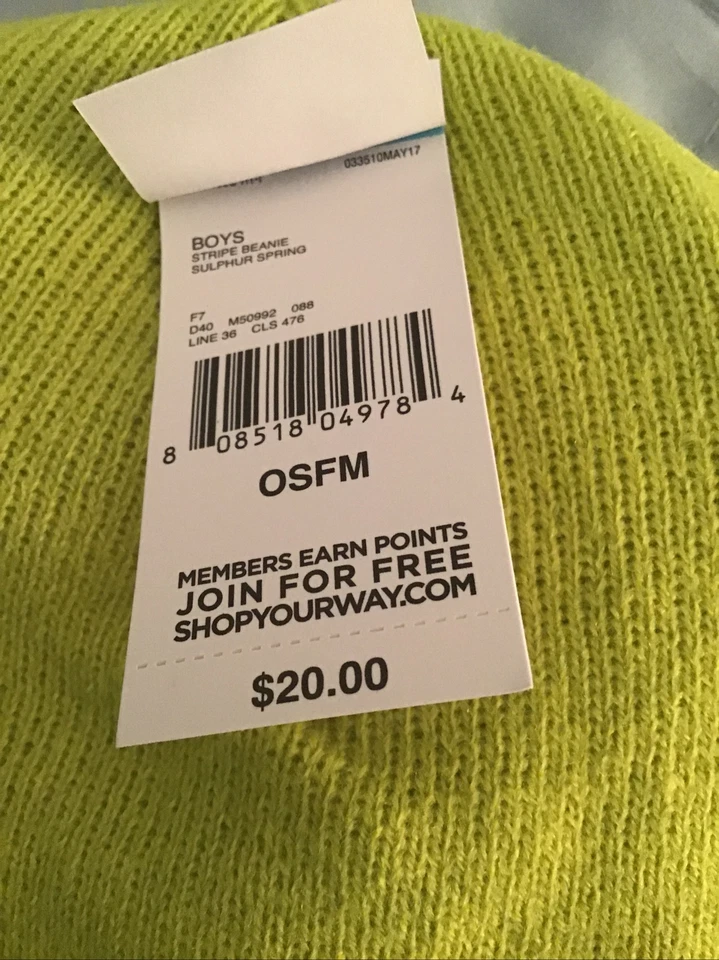 033510MAY17
BOYS
STRIPE BEANIE
SULPHUR SPRING
F7
D40 M50992 088
LINE 36 CLS 476
8 08518 04978 4
OSFM
MEMBERS EARN POINTS
JOIN FOR FREE
SHOPYOURWAY.COM
$20.00